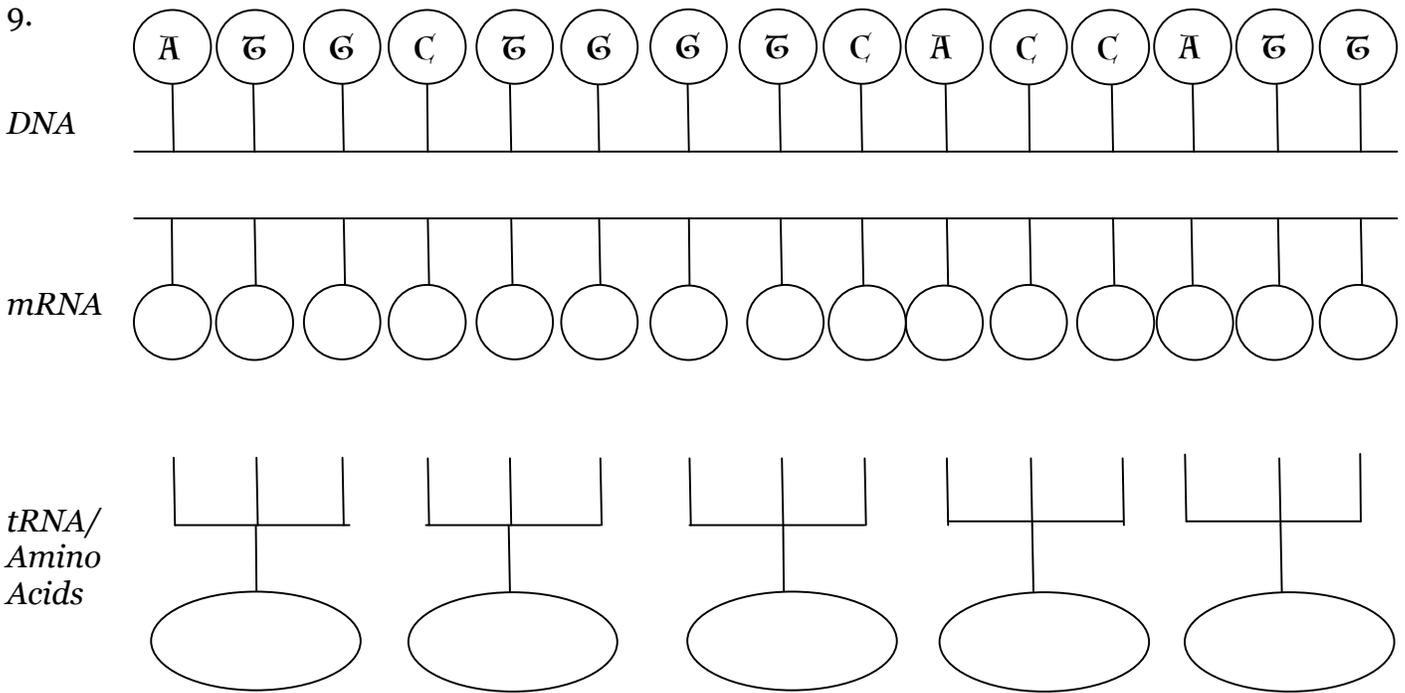 9.
A T G C T G G T C A C C A T T
DNA
mRNA
tRNA/
Amino
Acids